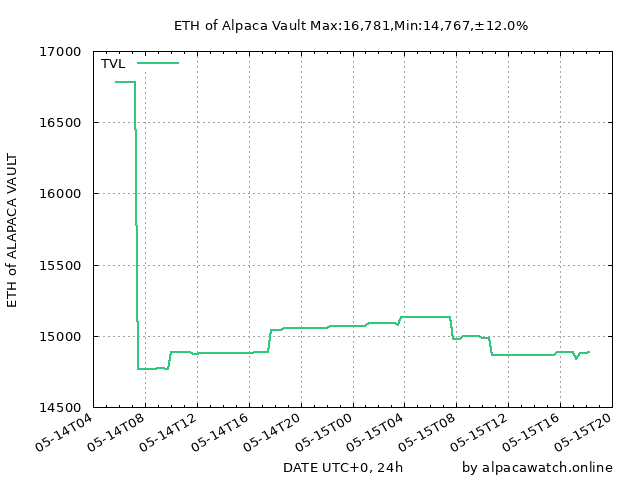 ETH of Alpaca Vault Max:16,781,Min:14,767,±12.0%
17000
TVL
16500
16000
15500
15000
14500
ETH of ALAPACA VAULT
05-14T04
05-14T08
05-14T12
05-14T16
05-14T20
05-15T00
05-15T04
05-15T08
05-15T12
05-15T16
05-15T20
DATE UTC+0, 24h
by alpacawatch.online